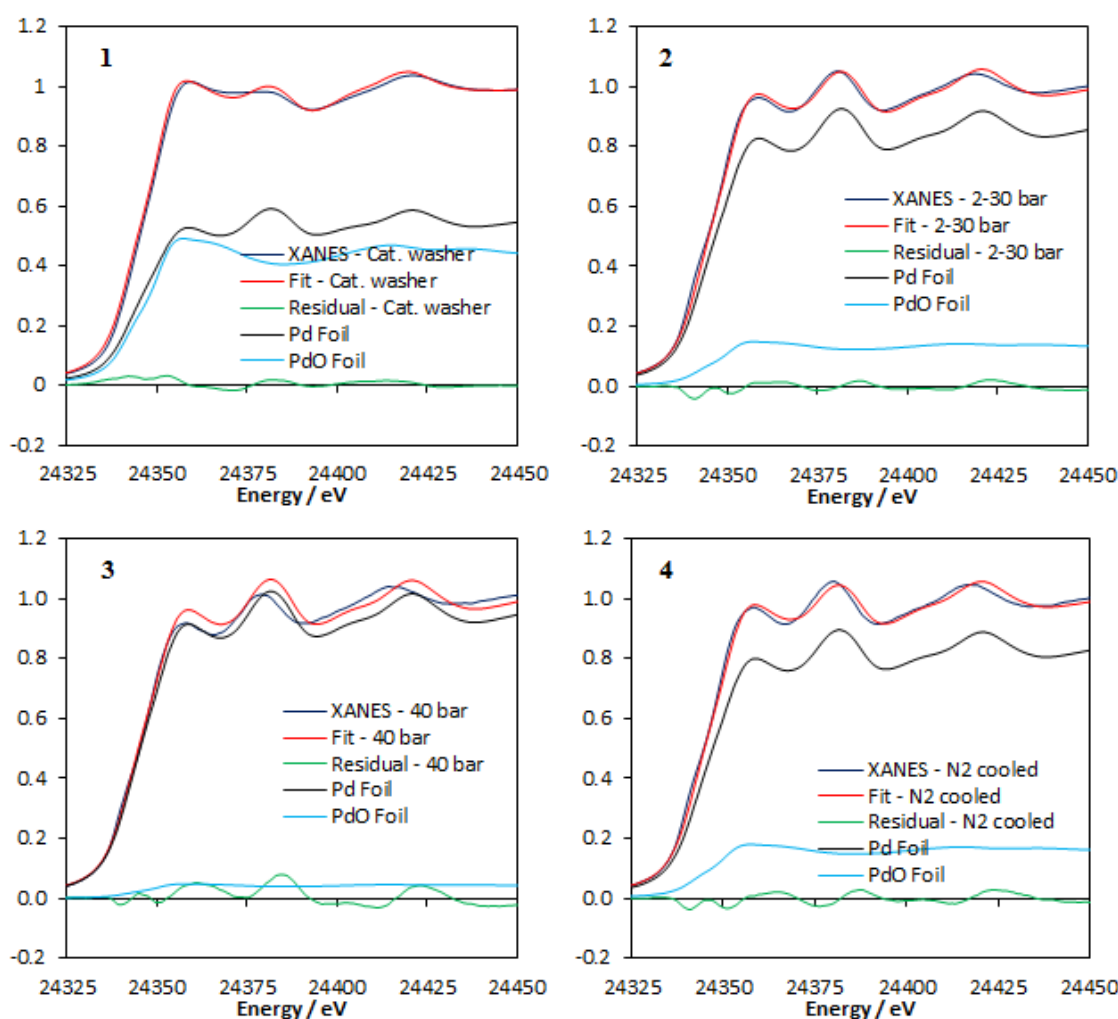 1.2
1
0.8
0.6
0.4
0.2
0
-0.2
1
XANES - Cat. washer
Fit - Cat. washer
Residual - Cat. washer
Pd Foil
PdO Foil
24325 24350 24375 24400 24425 24450
Energy / eV
1.2
1.0
0.8
0.6
0.4
0.2
0.0
-0.2
2
XANES - 2-30 bar
Fit - 2-30 bar
Residual - 2-30 bar
Pd Foil
PdO Foil
24325 24350 24375 24400 24425 24450
Energy / eV
1.2
1.0
0.8
0.6
0.4
0.2
0.0
-0.2
3
XANES - 40 bar
Fit - 40 bar
Residual - 40 bar
Pd Foil
PdO Foil
24325 24350 24375 24400 24425 24450
Energy / eV
1.2
1.0
0.8
0.6
0.4
0.2
0.0
-0.2
4
XANES - N2 cooled
Fit - N2 cooled
Residual - N2 cooled
Pd Foil
PdO Foil
24325 24350 24375 24400 24425 24450
Energy / eV